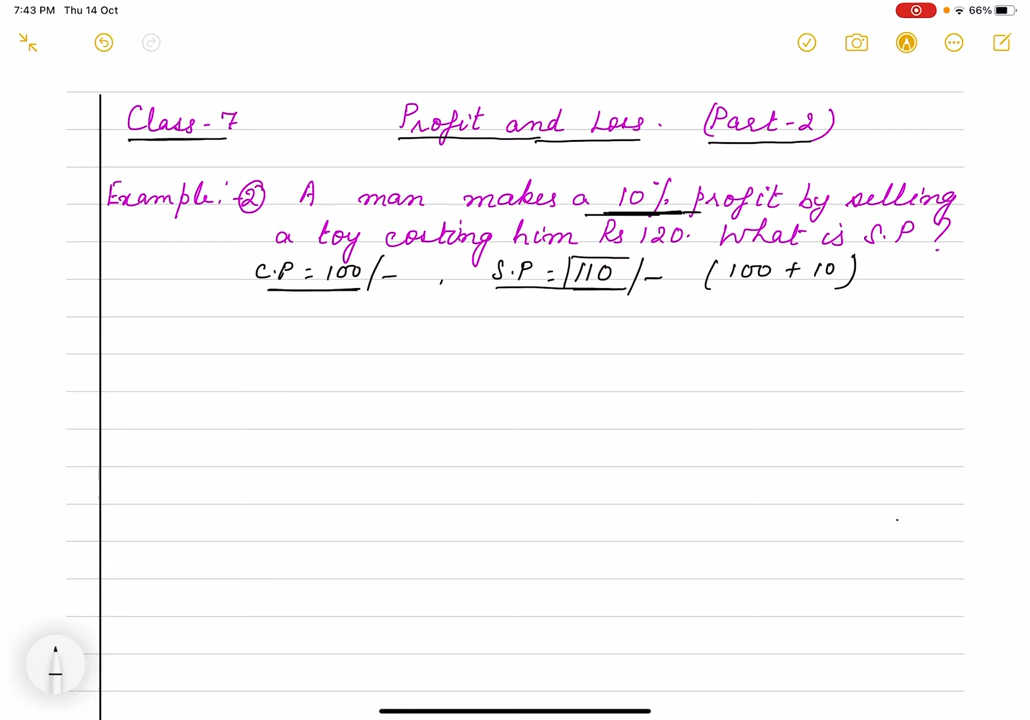 7:43 PM Thu 14 Oct 66%
Class - 7 Profit and Loss. (Part-2)
Example:- ② A man makes a 10% profit by selling
a toy costing him Rs 120. What is S.P ?
C.P = 100/- , S.P = 110/- (100 + 10)